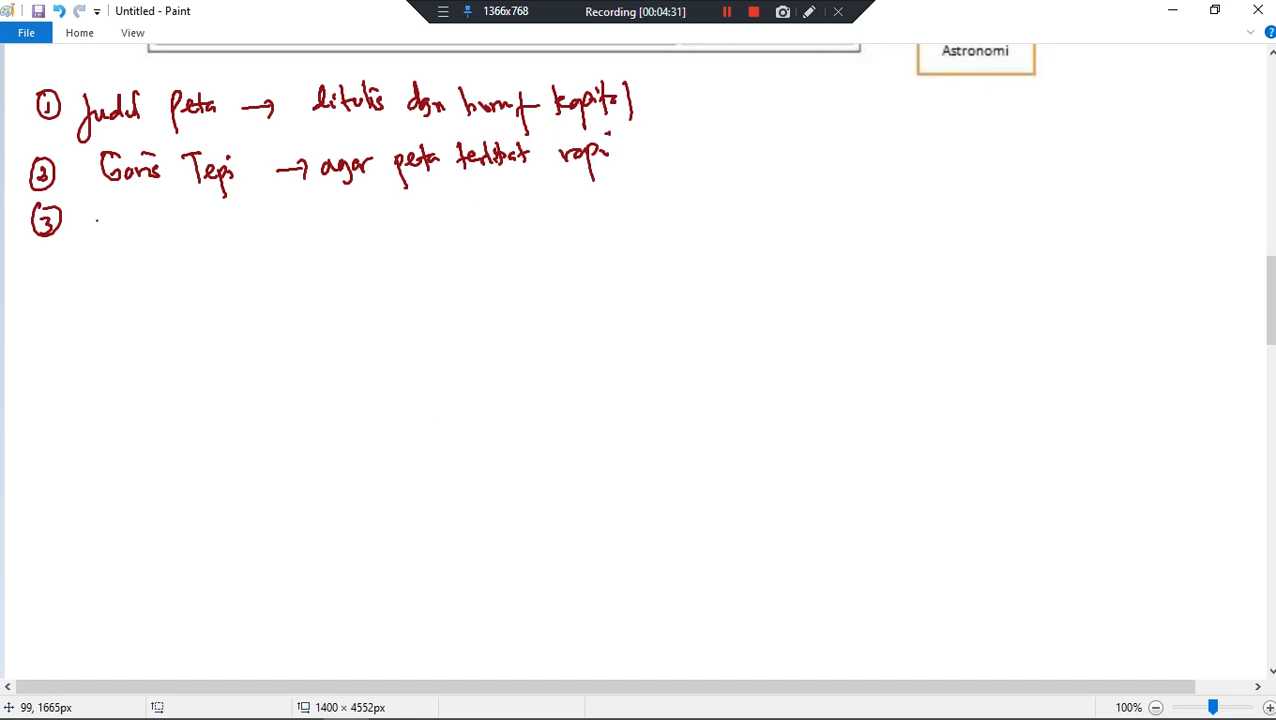 Untitled - Paint
1366x768
Recording [00:04:31]
File
Home
View
Astronomi
① Judul Peta → ditulis dgn huruf kapital
② Garis Tepi → agar peta terlihat rapi
③
99, 1665px
1400 × 4552px
100%